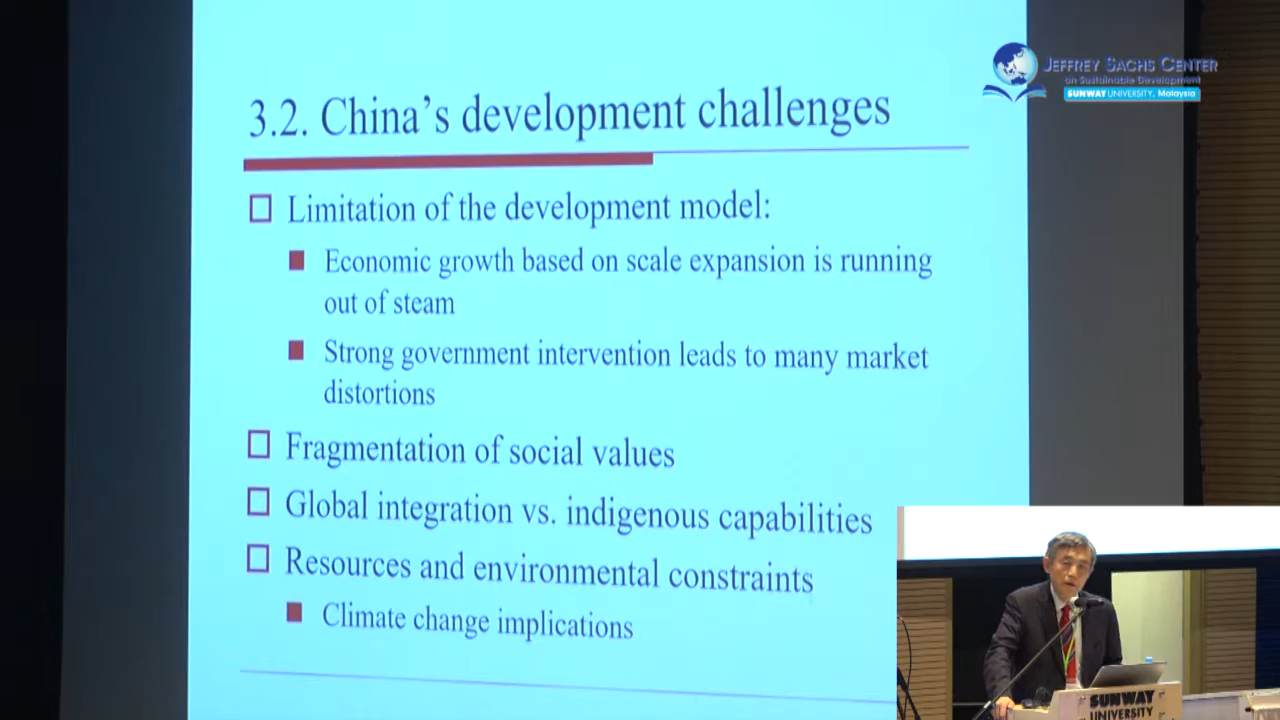 JEFFREY SACHS CENTER
on Sustainable Development
SUNWAY UNIVERSITY, Malaysia
3.2. China's development challenges
Limitation of the development model:
Economic growth based on scale expansion is running
out of steam
Strong government intervention leads to many market
distortions
Fragmentation of social values
Global integration vs. indigenous capabilities
Resources and environmental constraints
Climate change implications
SUNWAY
UNIVERSITY